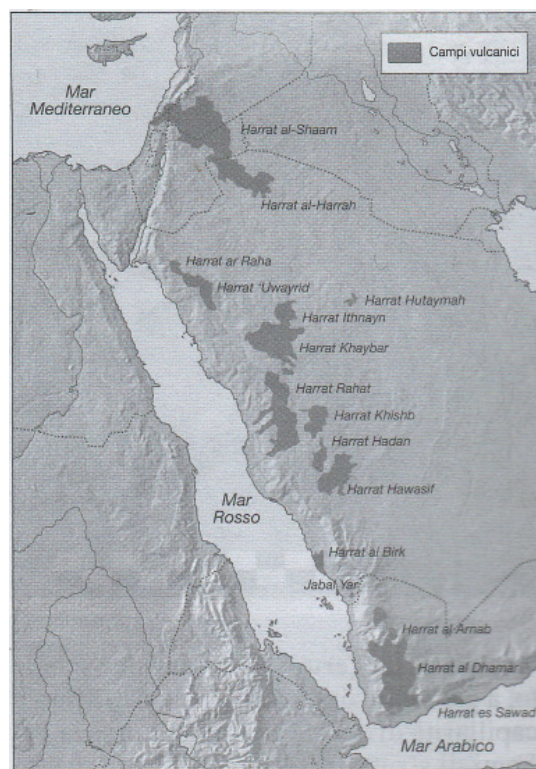 Campi vulcanici
Mar
Mediterraneo
Harrat al-Shaam
Harrat al-Harrah
Harrat ar Raha
Harrat 'Uwayrid
Harrat Hutaymah
Harrat Ithnayn
Harrat Khaybar
Harrat Rahat
Harrat Khishb
Harrat Hadan
Harrat Hawasif
Mar
Rosso
Harrat al Birk
Jabal Yar
Harrat al-Arnab
Harrat al Dhamar
Harrat es Sawad
Mar Arabico